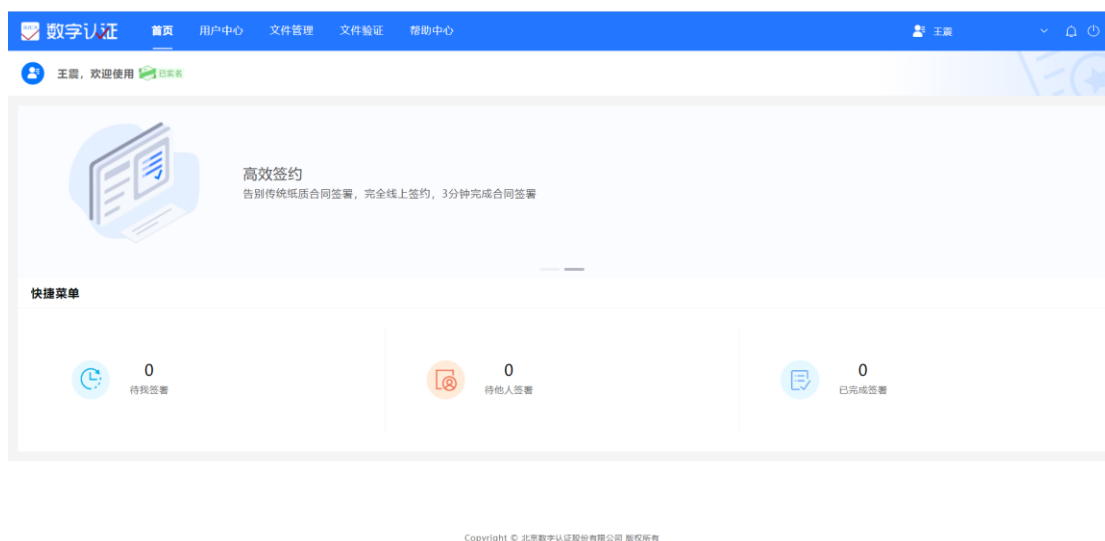 数字认证 首页 用户中心 文件管理 文件验证 帮助中心 王震
王震，欢迎使用 已实名
高效签约
告别传统纸质合同签署，完全线上签约，3分钟完成合同签署
快捷菜单
0
待我签署
0
待他人签署
0
已完成签署
Copyright © 北京数字认证股份有限公司 版权所有